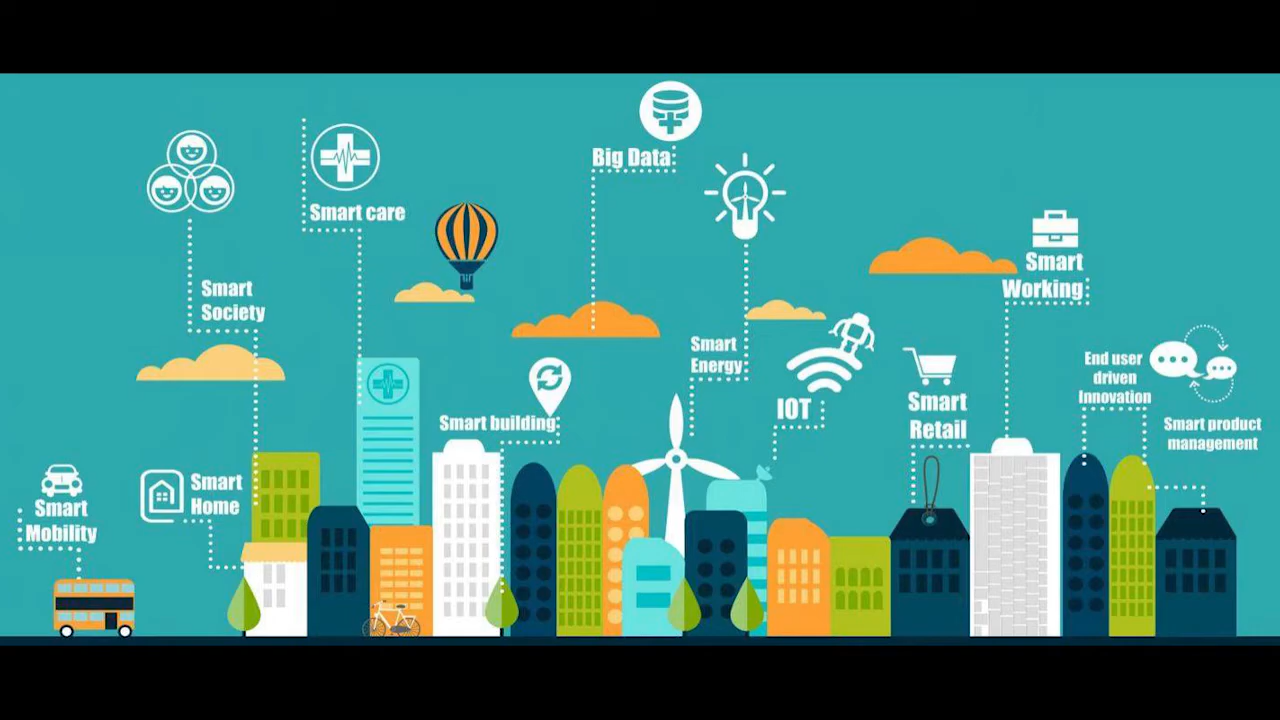 Big Data
Smart care
Smart
Society
Smart
Working
Smart
Energy
End user
driven
Innovation
IOT
Smart
Retail
Smart building
Smart product
management
Smart
Home
Smart
Mobility